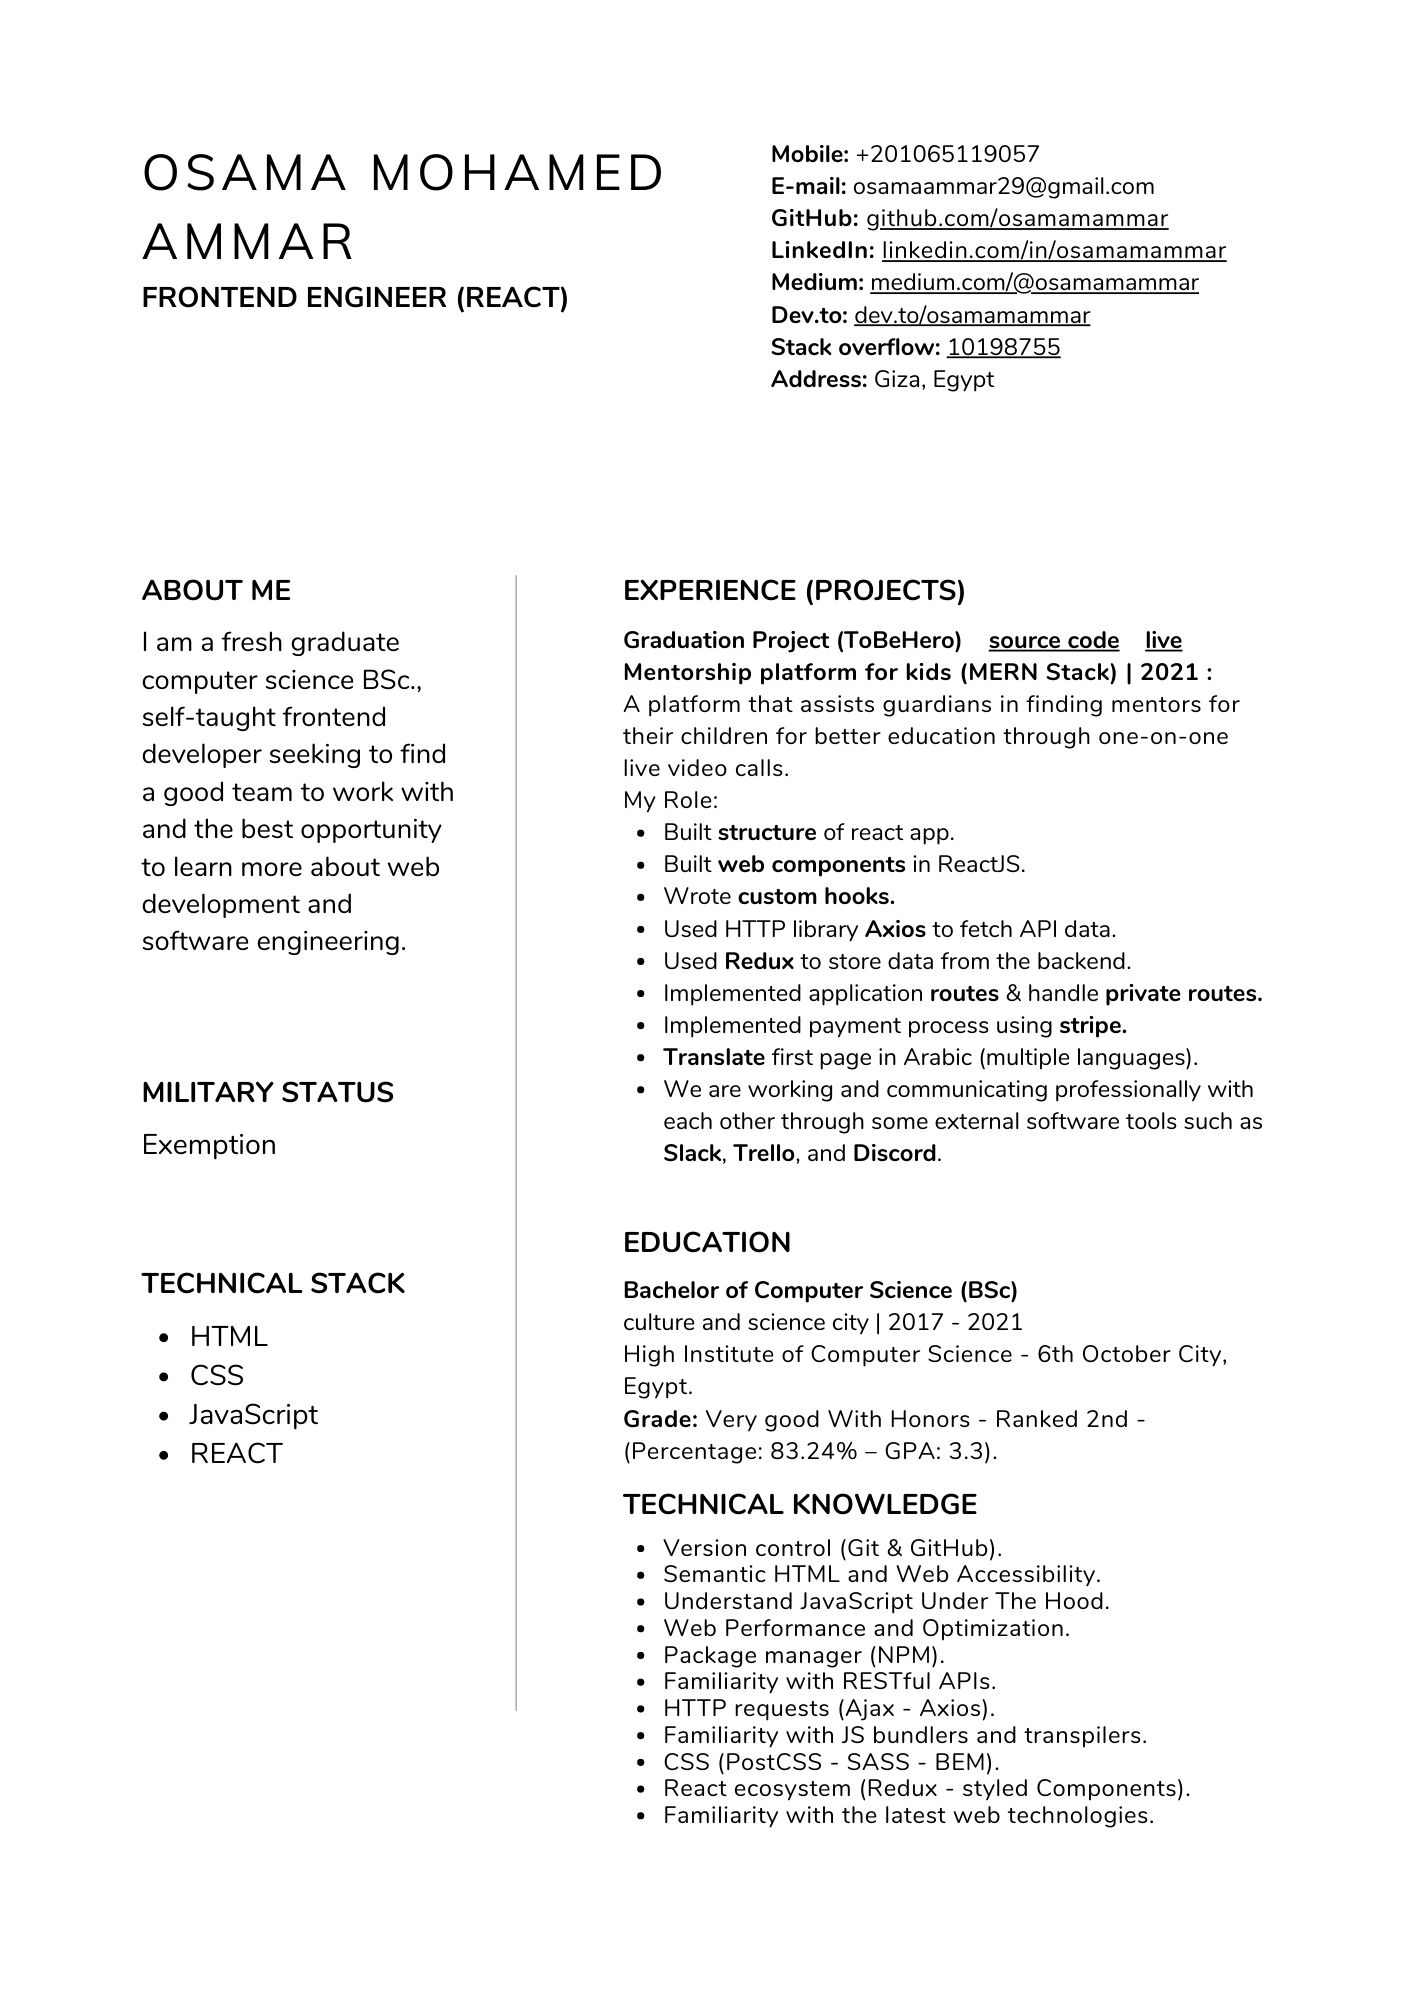 OSAMA MOHAMED
AMMAR
FRONTEND ENGINEER (REACT)
Mobile: +201065119057
E-mail: osamaammar29@gmail.com
GitHub: github.com/osamamammar
LinkedIn: linkedin.com/in/osamamammar
Medium: medium.com/@osamamammar
Dev.to: dev.to/osamamammar
Stack overflow: 10198755
Address: Giza, Egypt
ABOUT ME
I am a fresh graduate
computer science BSc.,
self-taught frontend
developer seeking to find
a good team to work with
and the best opportunity
to learn more about web
development and
software engineering.
MILITARY STATUS
Exemption
TECHNICAL STACK
• HTML
• CSS
• JavaScript
• REACT
EXPERIENCE (PROJECTS)
Graduation Project (ToBeHero) source code live
Mentorship platform for kids (MERN Stack) | 2021 :
A platform that assists guardians in finding mentors for
their children for better education through one-on-one
live video calls.
My Role:
• Built structure of react app.
• Built web components in ReactJS.
• Wrote custom hooks.
• Used HTTP library Axios to fetch API data.
• Used Redux to store data from the backend.
• Implemented application routes & handle private routes.
• Implemented payment process using stripe.
• Translate first page in Arabic (multiple languages).
• We are working and communicating professionally with
each other through some external software tools such as
Slack, Trello, and Discord.
EDUCATION
Bachelor of Computer Science (BSc)
culture and science city | 2017 - 2021
High Institute of Computer Science - 6th October City,
Egypt.
Grade: Very good With Honors - Ranked 2nd -
(Percentage: 83.24% – GPA: 3.3).
TECHNICAL KNOWLEDGE
• Version control (Git & GitHub).
• Semantic HTML and Web Accessibility.
• Understand JavaScript Under The Hood.
• Web Performance and Optimization.
• Package manager (NPM).
• Familiarity with RESTful APIs.
• HTTP requests (Ajax - Axios).
• Familiarity with JS bundlers and transpilers.
• CSS (PostCSS - SASS - BEM).
• React ecosystem (Redux - styled Components).
• Familiarity with the latest web technologies.